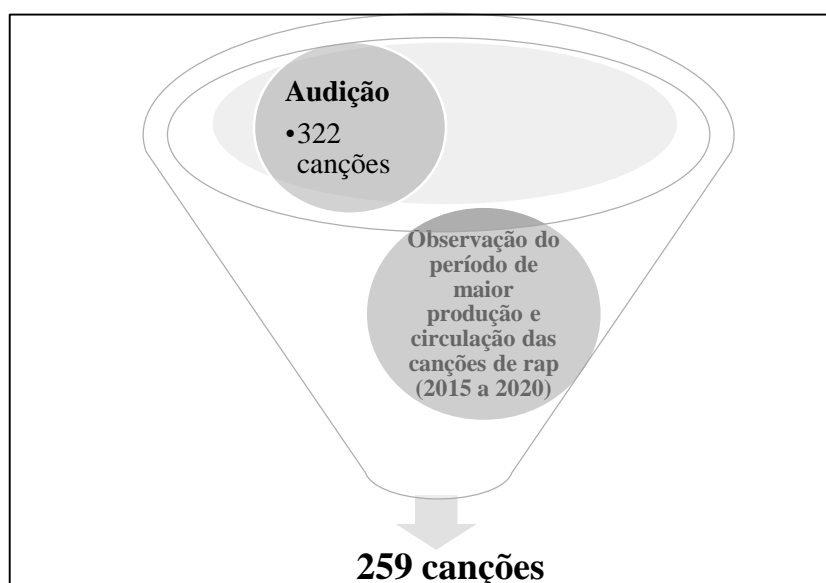 Audição
•322
canções
Observação do
período de
maior
produção e
circulação das
canções de rap
(2015 a 2020)
259 canções